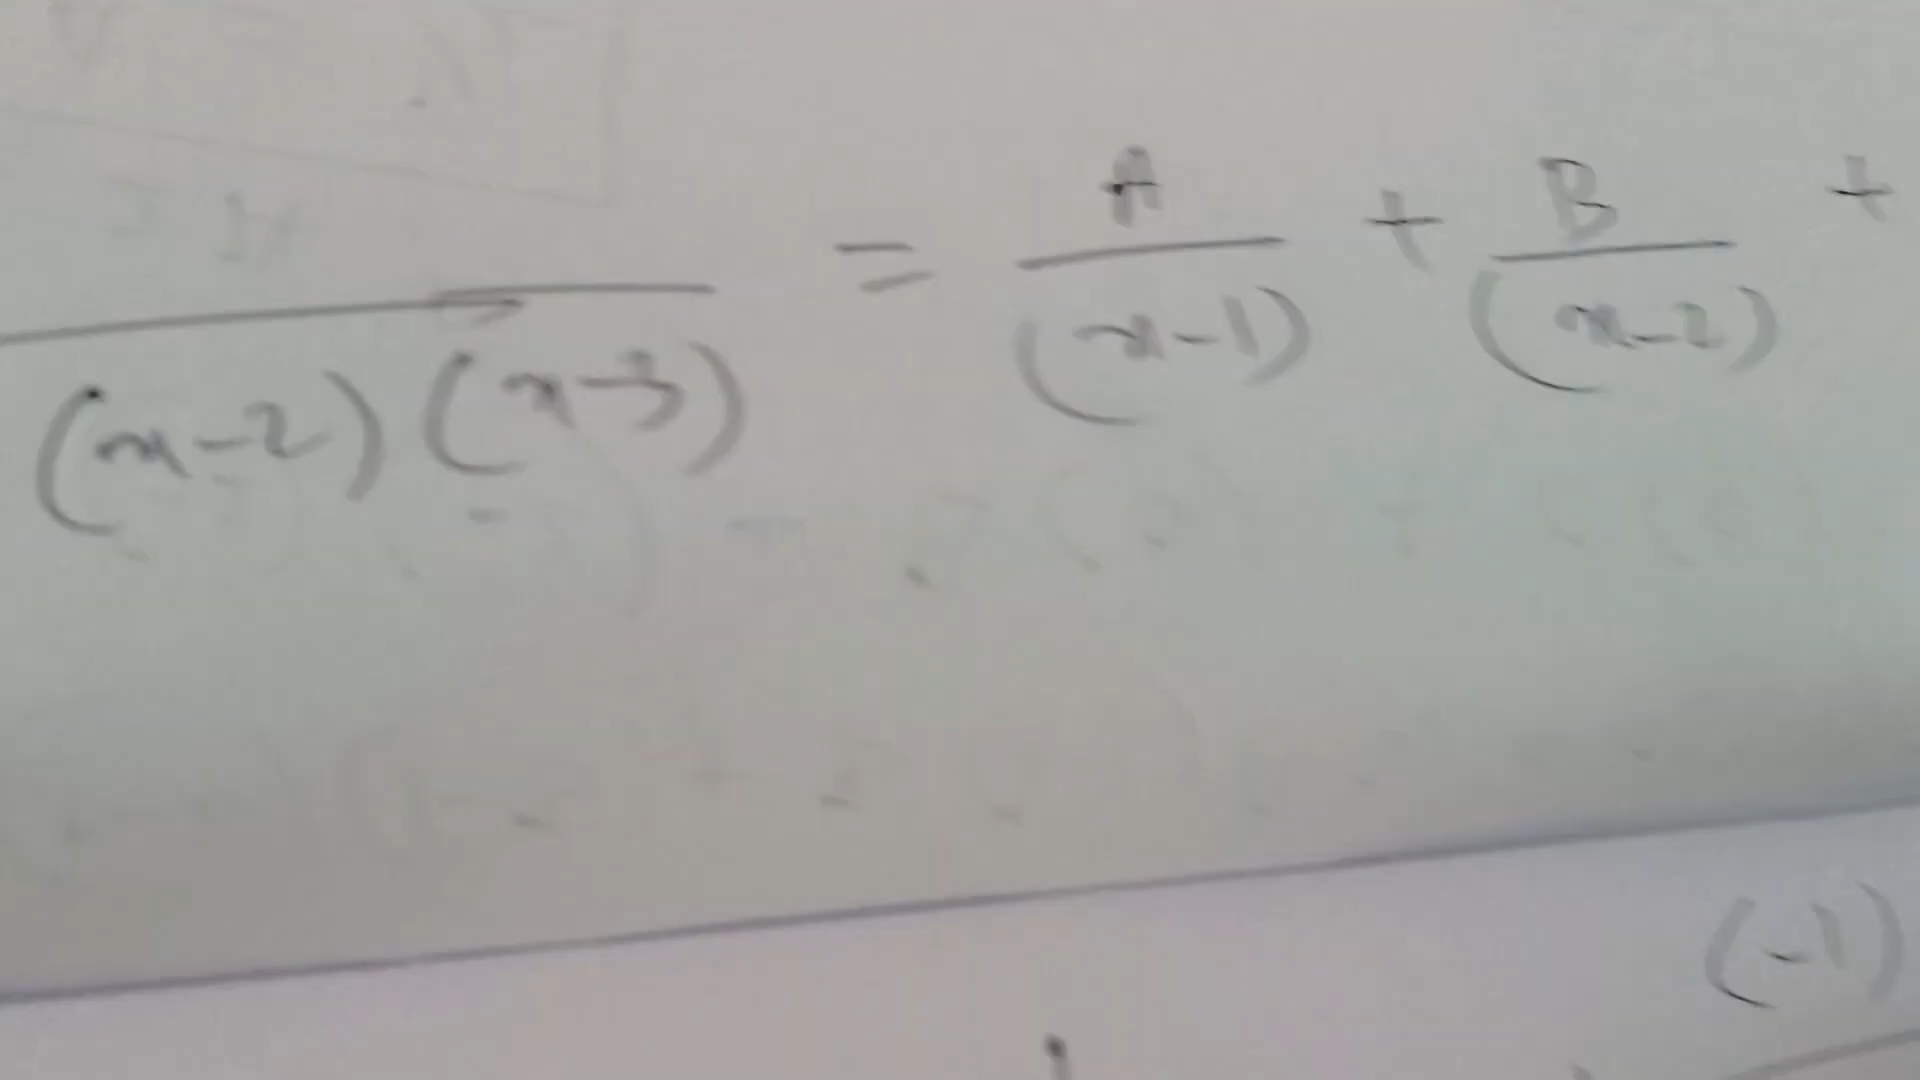 / (x-2)(x-3) = A/(x-1) + B/(x-2) +
(-1)